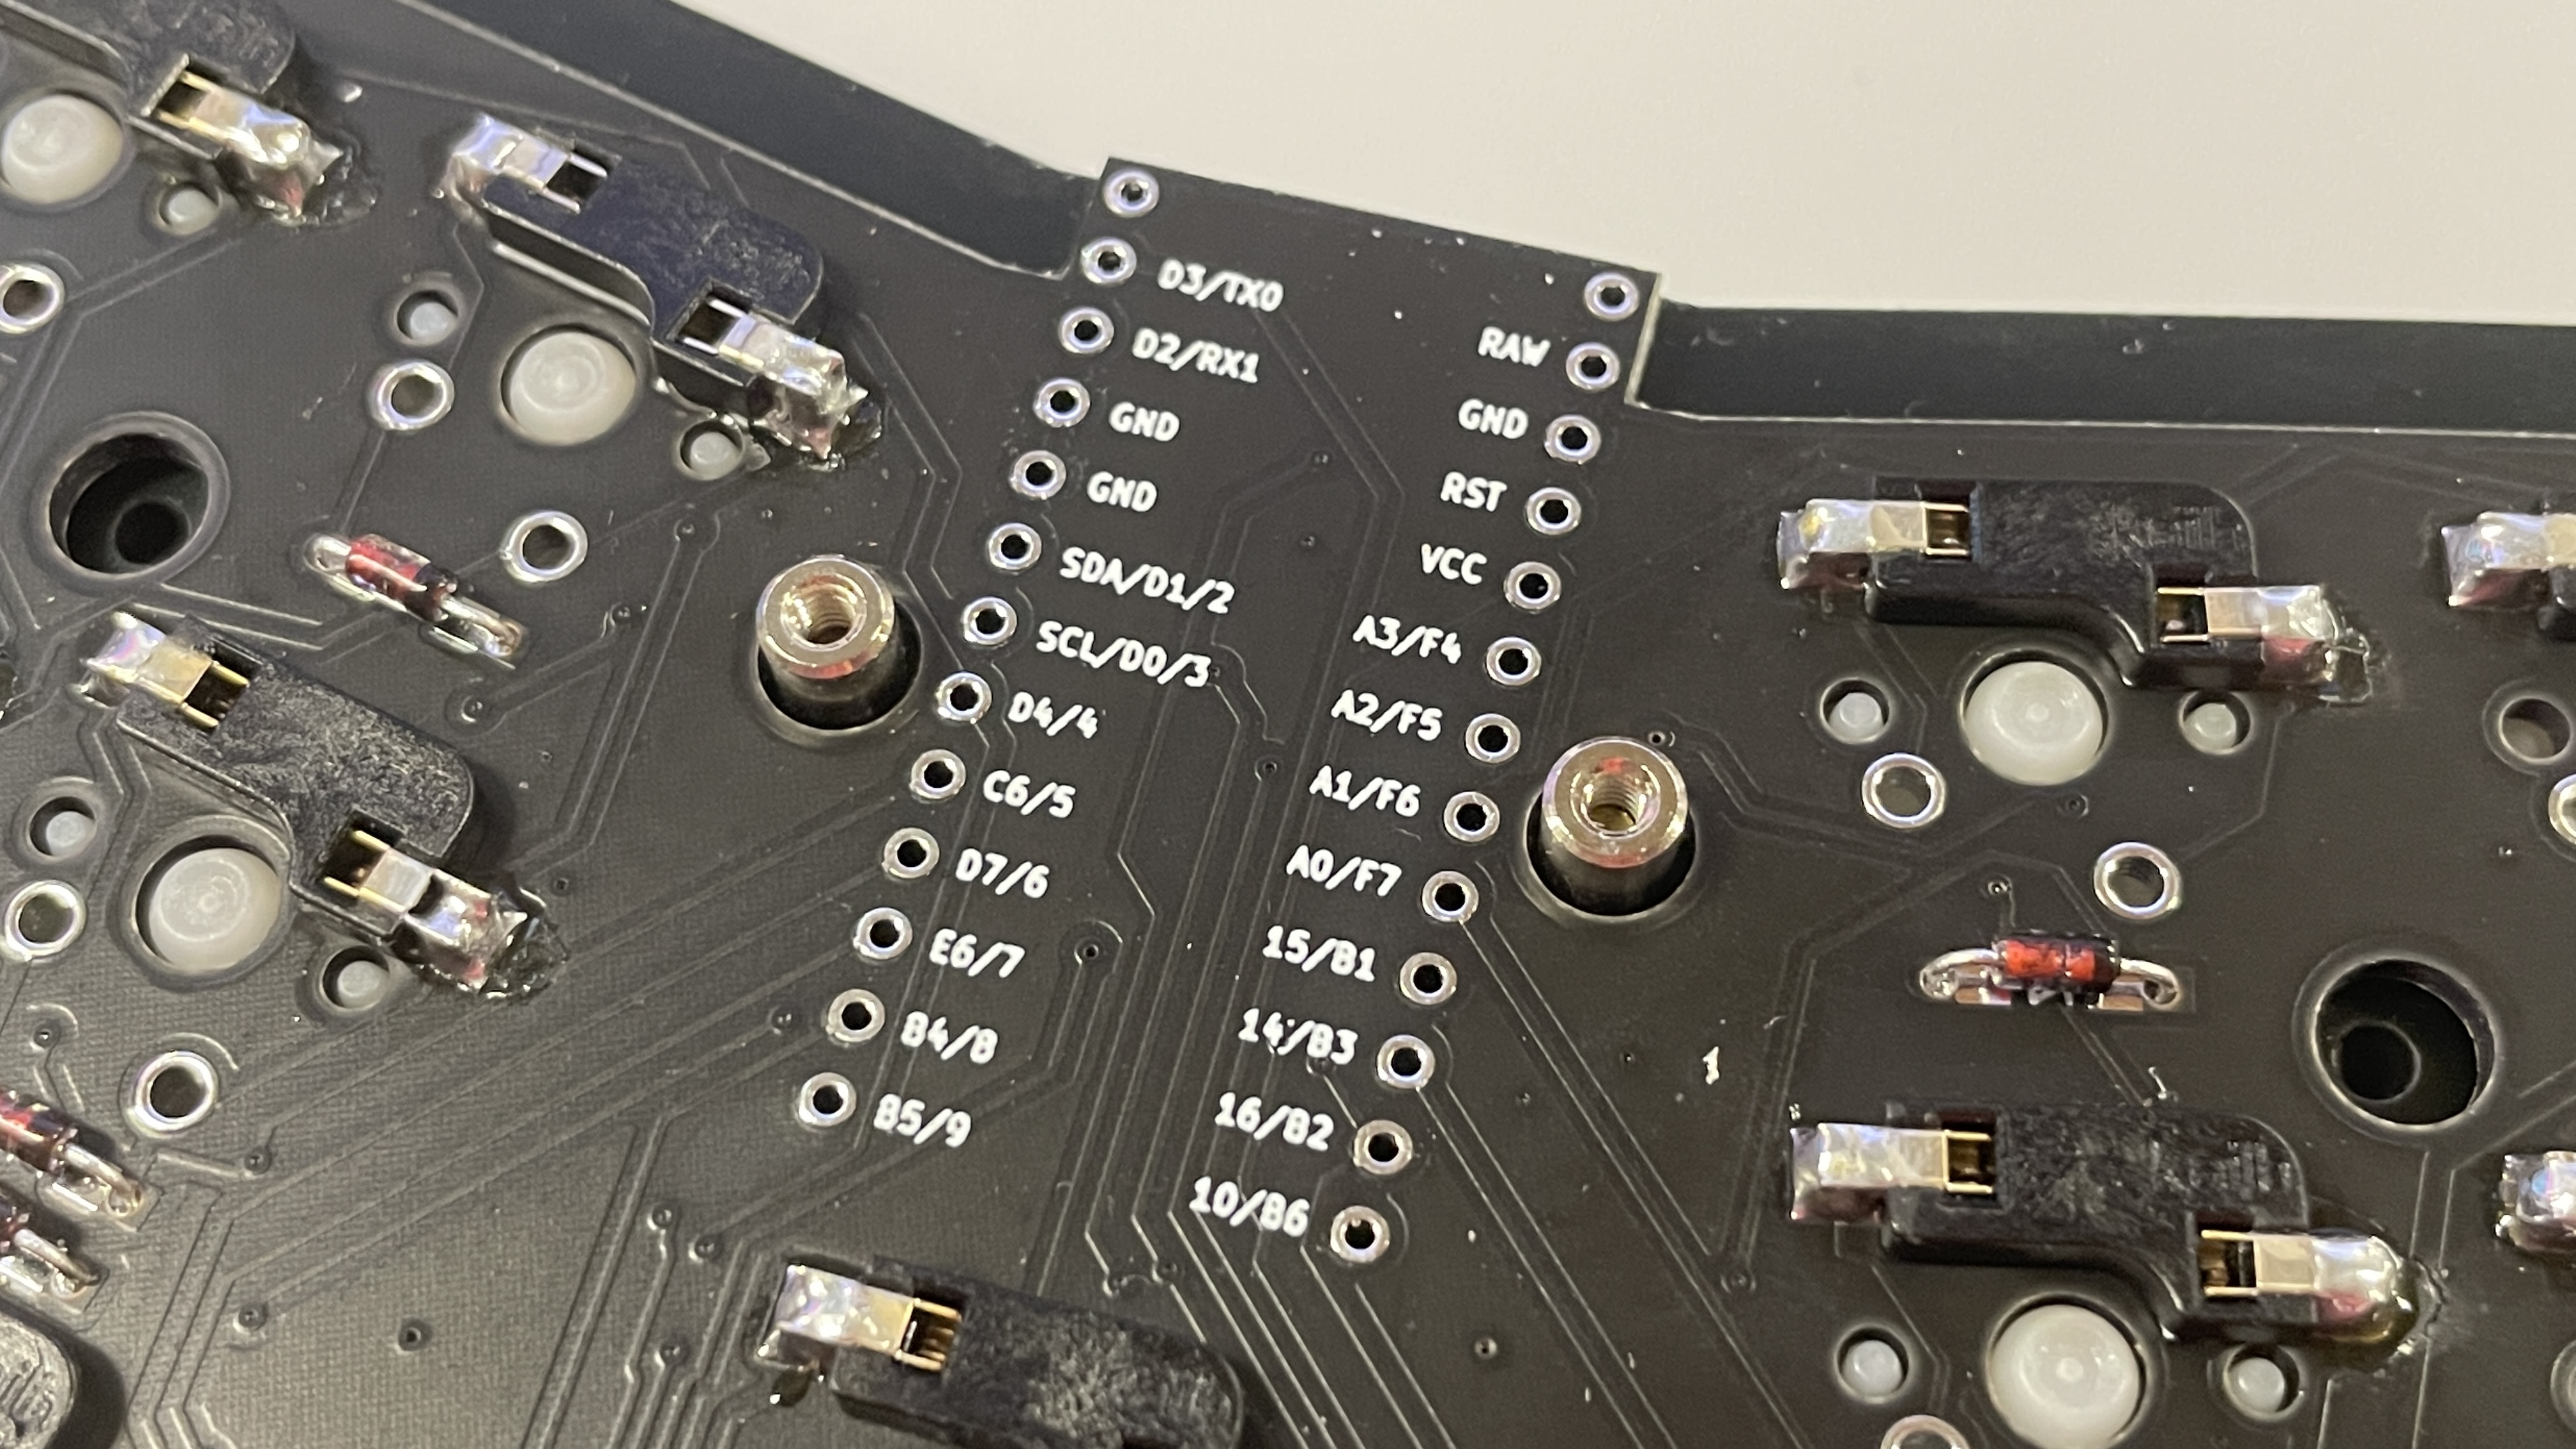 D3/TX0
D2/RX1
GND
GND
SDA/D1/2
SCL/D0/3
D4/4
C6/5
D7/6
E6/7
B4/8
B5/9
RAW
GND
RST
VCC
A3/F4
A2/F5
A1/F6
A0/F7
15/B1
14/B3
16/B2
10/B6